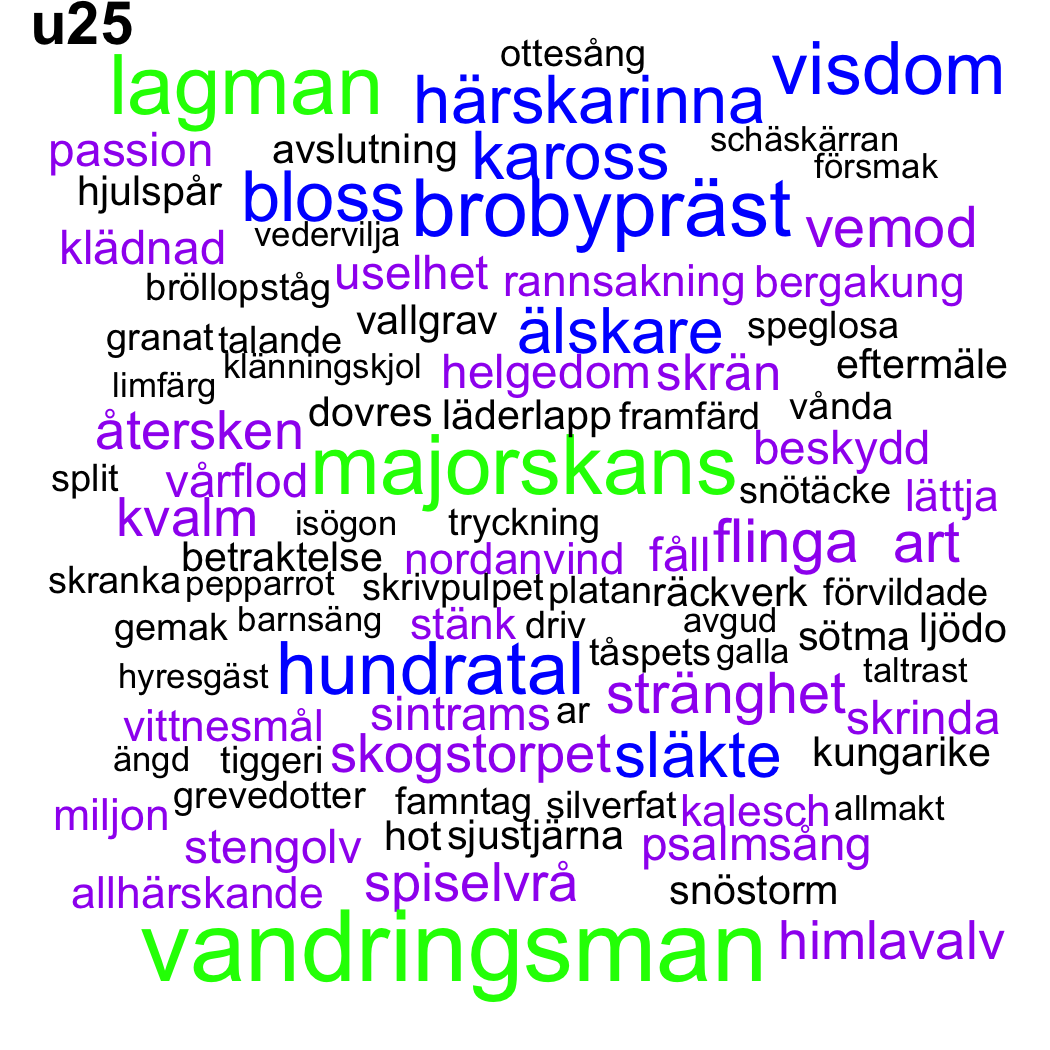 u25
ottesång
lagman härskarinna visdom
passion avslutning kaross schäskärran
försmak
hjulspår bloss brobypräst vemod
klädnad vedervilja
bröllopståg uselhet rannsakning bergakung
granat talande vallgrav älskare speglosa
limfärg klänningskjol helgedom skrän eftermäle
återsken dovres läderlapp framfärd vånda
split vårflod majorskans beskydd
snötäcke lättja
kvalm isögon tryckning flinga art
betraktelse nordanvind fåll
skranka pepparrot skrivpulpet platan räckverk förvildade
gemak barnsäng stänk driv avgud sötma ljödo
hyresgäst hundratal tåspets galla taltrast
vittnesmål sintrams ar stränghet skrinda
ängd tiggeri skogstorpet släkte kungarike
miljon grevedotter famntag silverfat kalesch allmakt
stengolv hot sjustjärna psalmsång
allhärskande spiselvrå snöstorm
vandringsman himlavalv